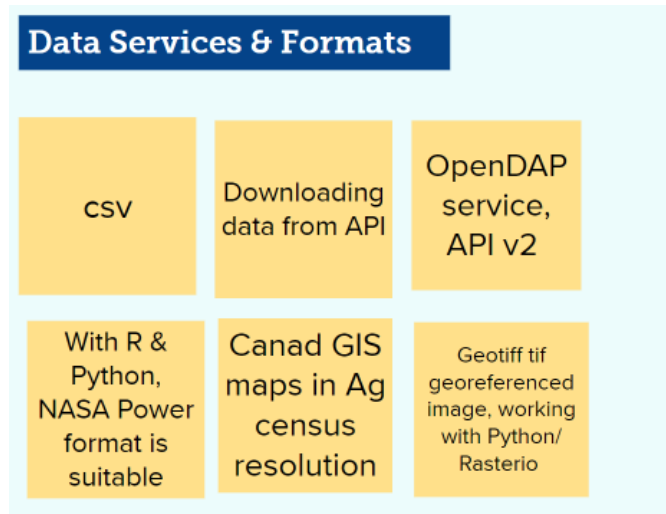 Data Services & Formats
csv
Downloading
data from API
OpenDAP
service,
API v2
With R &
Python,
NASA Power
format is
suitable
Canad GIS
maps in Ag
census
resolution
Geotiff tif
georeferenced
image, working
with Python/
Rasterio